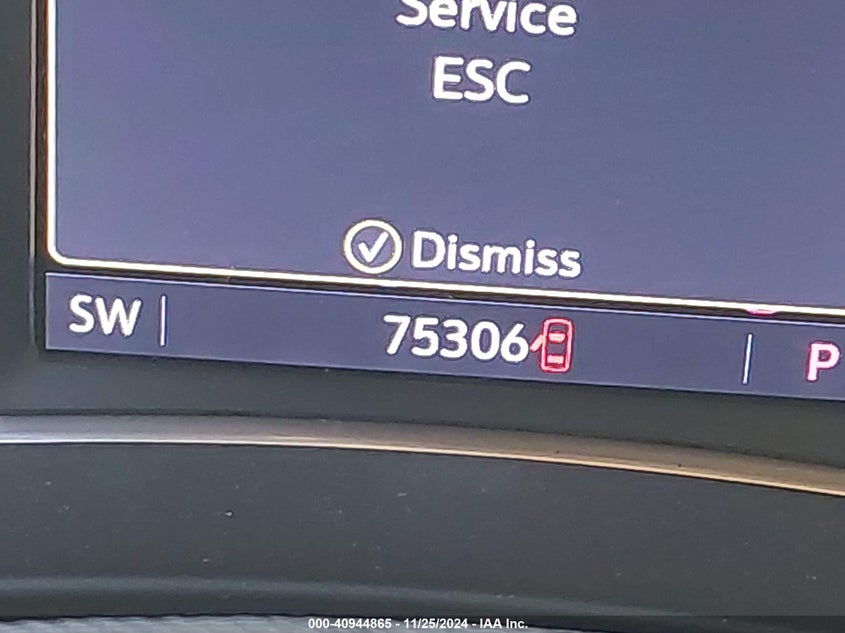 Service
ESC
Dismiss
SW
75306
P
000-40944865 - 11/25/2024 - IAA Inc.